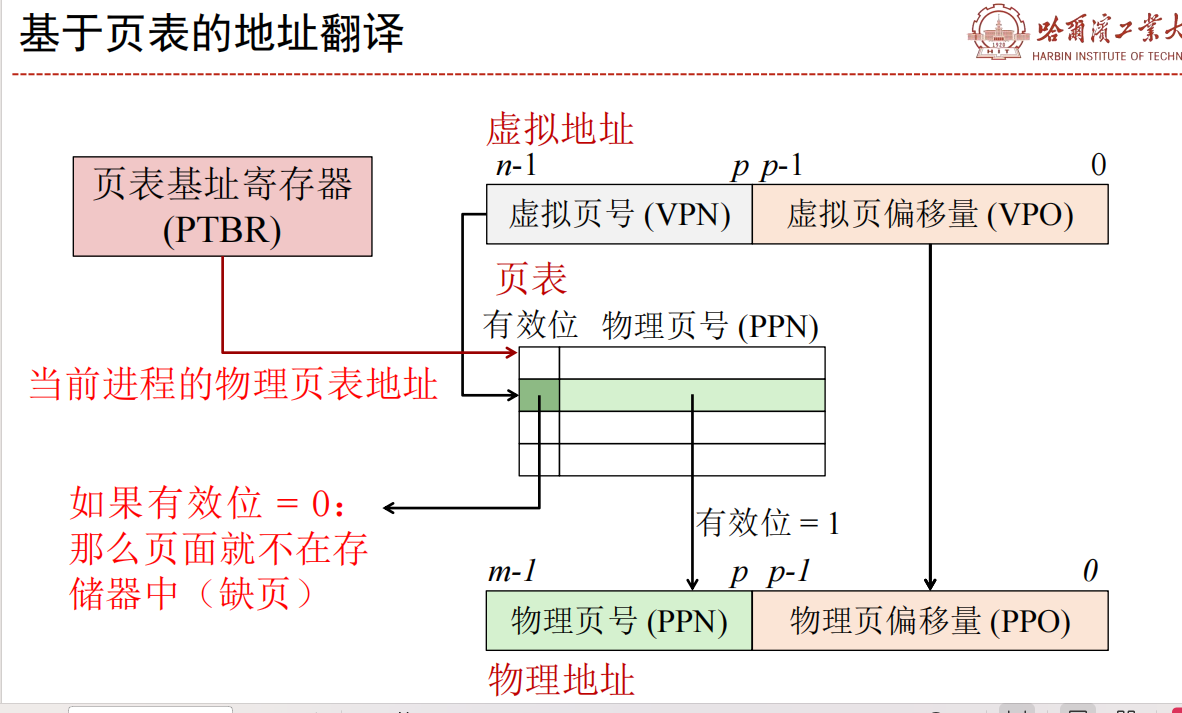 基于页表的地址翻译
哈爾濱工業大
HARBIN INSTITUTE OF TECHN
1920
HIT
虚拟地址
n-1 p p-1 0
页表基址寄存器
(PTBR)
虚拟页号 (VPN) 虚拟页偏移量 (VPO)
页表
有效位 物理页号 (PPN)
当前进程的物理页表地址
如果有效位 = 0：
那么页面就不在存
储器中（缺页）
有效位 = 1
m-1 p p-1 0
物理页号 (PPN) 物理页偏移量 (PPO)
物理地址